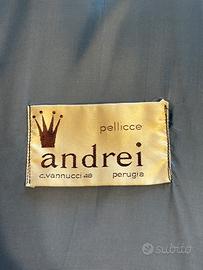 pellicce
andrei
c.vannucci 48 perugia
subito